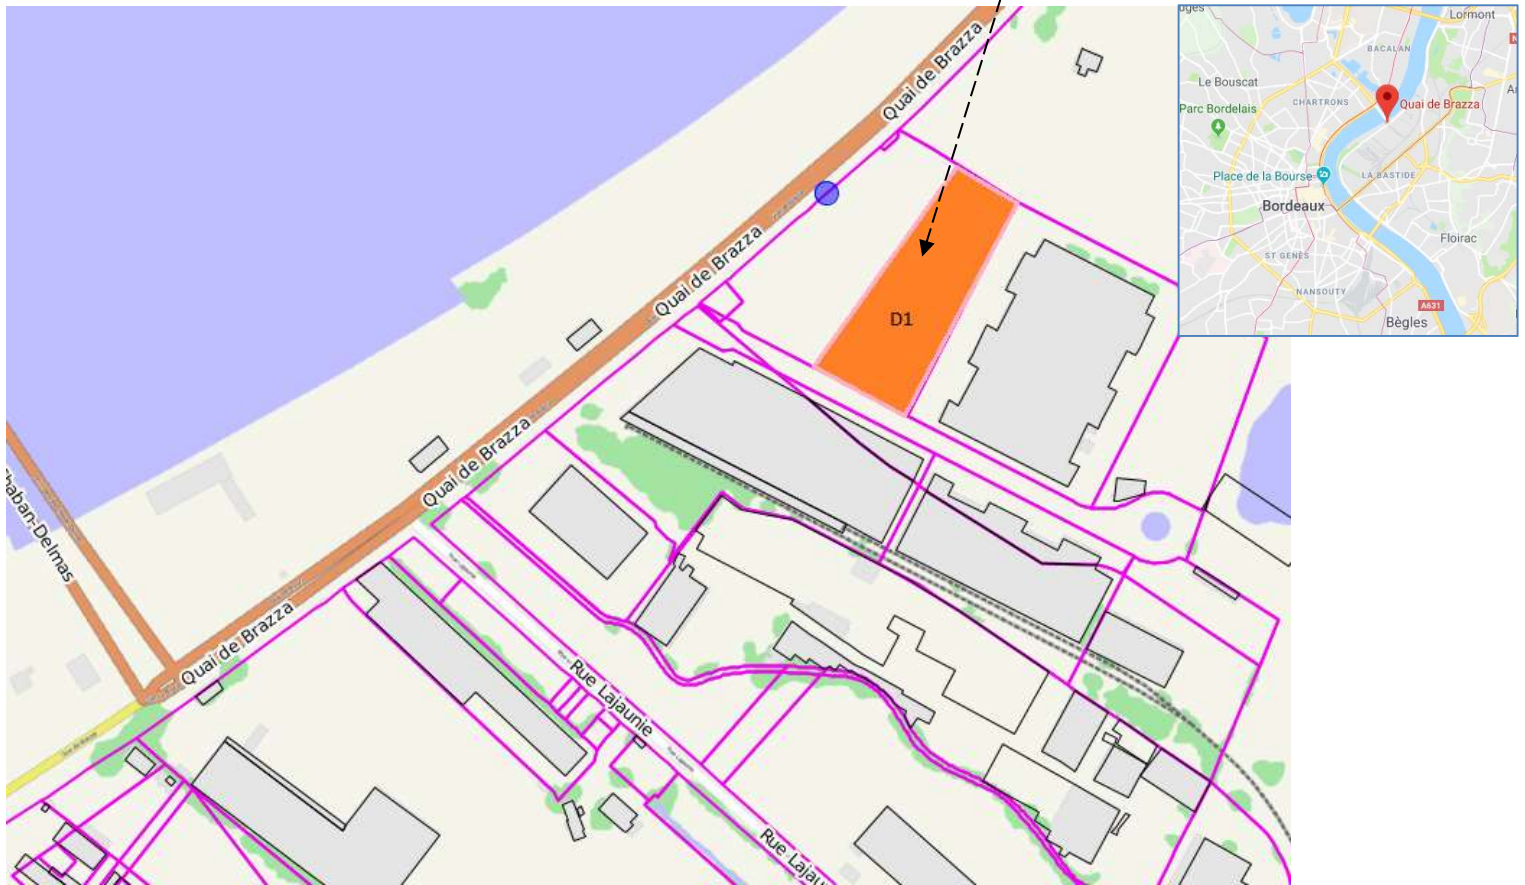 Quai de Brazza
Quai de Brazza
Quai de Brazza
Quai de Brazza
Quai de Brazza
D1
Chaban-Delmas
Rue Lajaunie
Rue Lajau
Lormont
BACALAN
Le Bouscat
CHARTRONS
Quai de Brazza
Parc Bordelais
Place de la Bourse
LA BASTIDE
Bordeaux
Floirac
ST GENÈS
NANSOUTY
A631
Bègles